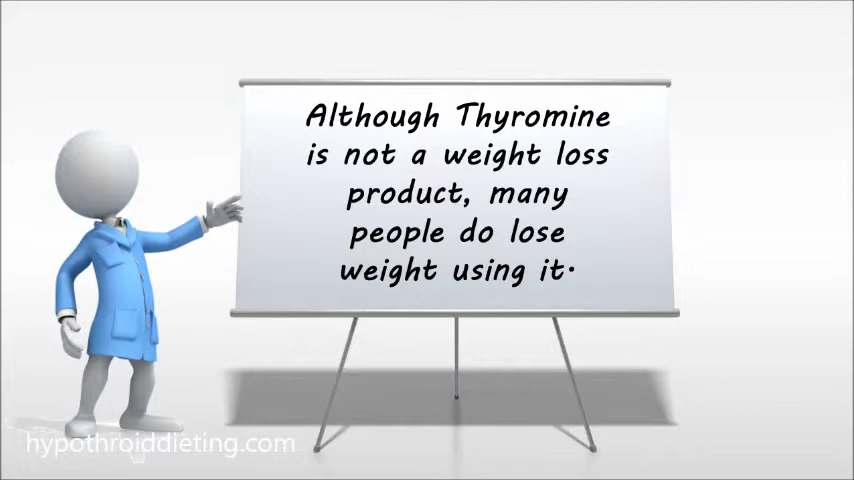 Although Thyromine
is not a weight loss
product, many
people do lose
weight using it.
hypothroiddieting.com